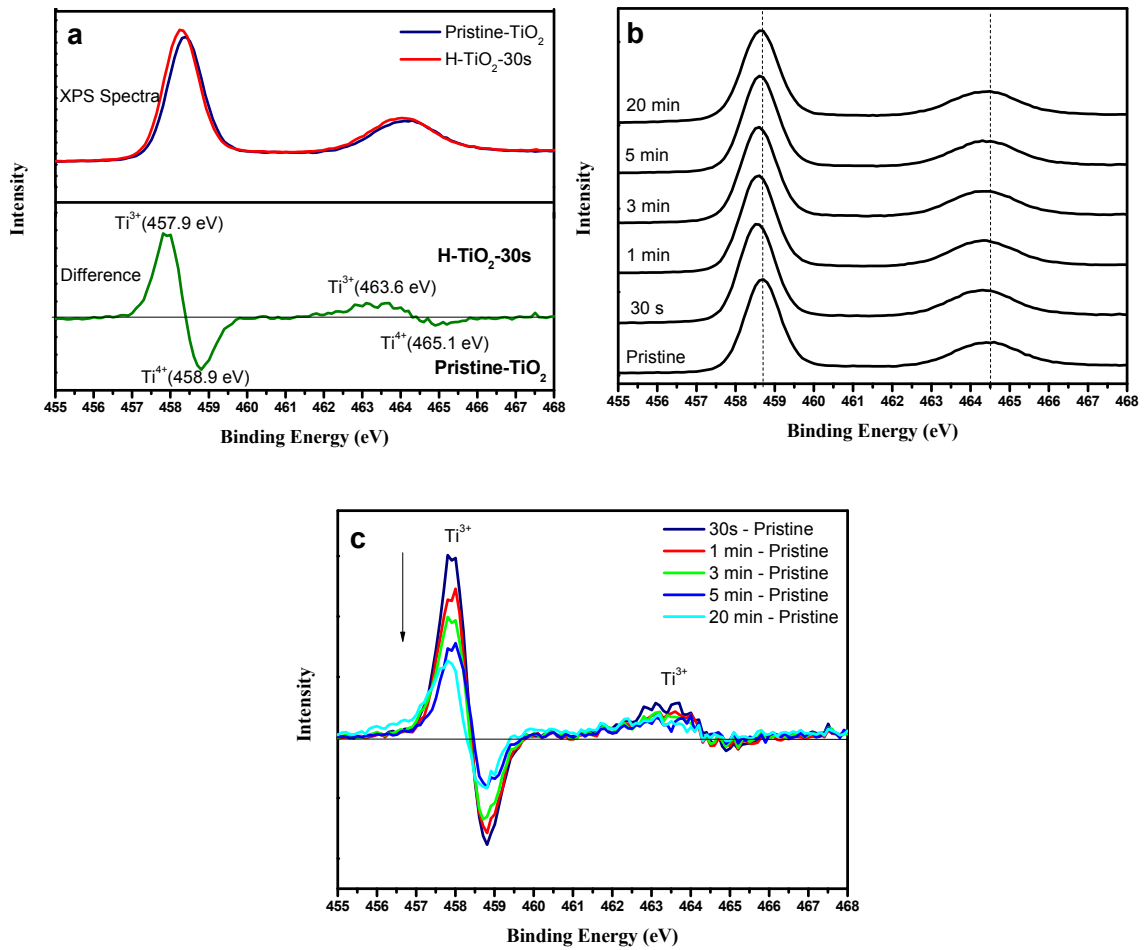 a
Pristine-TiO₂
H-TiO₂-30s
XPS Spectra
Ti³⁺(457.9 eV)
H-TiO₂-30s
Difference
Ti³⁺(463.6 eV)
Ti⁴⁺(465.1 eV)
Ti⁴⁺(458.9 eV)
Pristine-TiO₂
Intensity
455 456 457 458 459 460 461 462 463 464 465 466 467 468
Binding Energy (eV)
b
20 min
5 min
3 min
1 min
30 s
Pristine
Intensity
455 456 457 458 459 460 461 462 463 464 465 466 467 468
Binding Energy (eV)
c
Ti³⁺
30s - Pristine
1 min - Pristine
3 min - Pristine
5 min - Pristine
20 min - Pristine
Ti³⁺
Intensity
455 456 457 458 459 460 461 462 463 464 465 466 467 468
Binding Energy (eV)